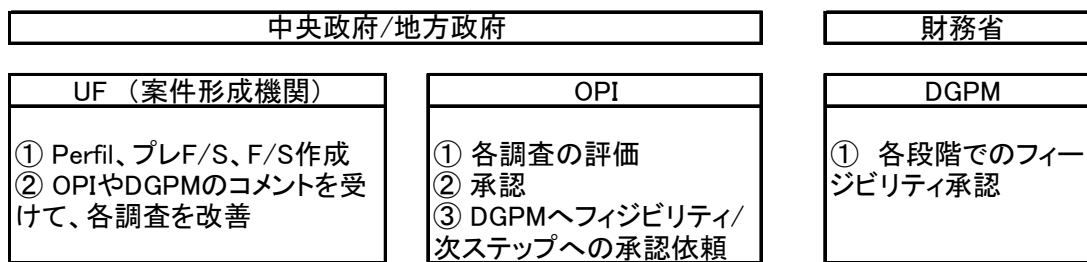 中央政府/地方政府
財務省
UF （案件形成機関）
① Perfil、プレF/S、F/S作成
② OPIやDGPMのコメントを受
けて、各調査を改善
OPI
① 各調査の評価
② 承認
③ DGPMへフィジビリティ/
次ステップへの承認依頼
DGPM
① 各段階でのフィー
ジビリティ承認